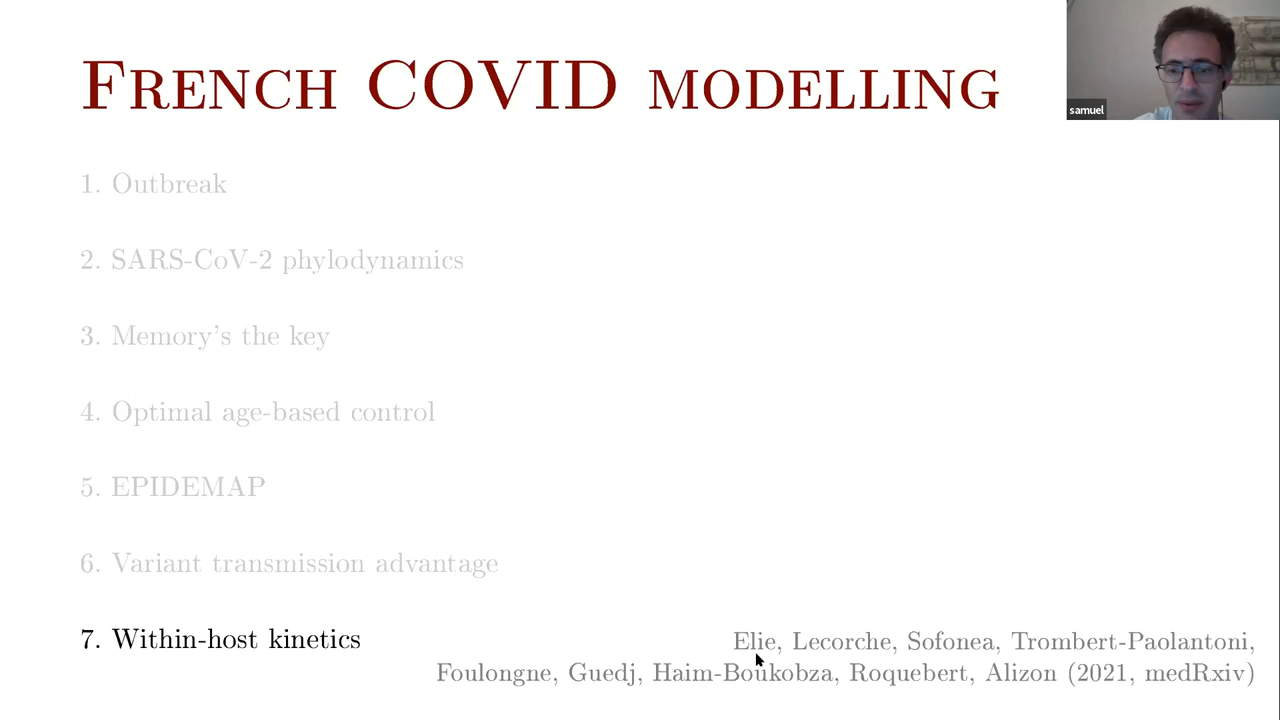 FRENCH COVID MODELLING
samuel
1. Outbreak
2. SARS-CoV-2 phylodynamics
3. Memory's the key
4. Optimal age-based control
5. EPIDEMAP
6. Variant transmission advantage
7. Within-host kinetics
Elie, Lecorche, Sofonea, Trombert-Paolantoni,
Foulongne, Guedj, Haim-Boukobza, Roquebert, Alizon (2021, medRxiv)